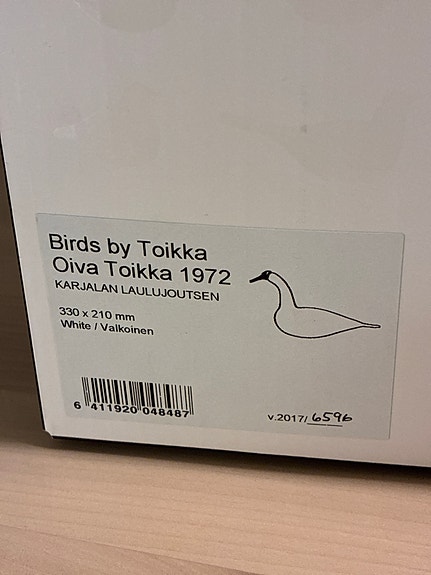 Birds by Toikka
Oiva Toikka 1972
KARJALAN LAULUJOUTSEN
330 x 210 mm
White / Valkoinen
6 411920 048487
v.2017/ 6596